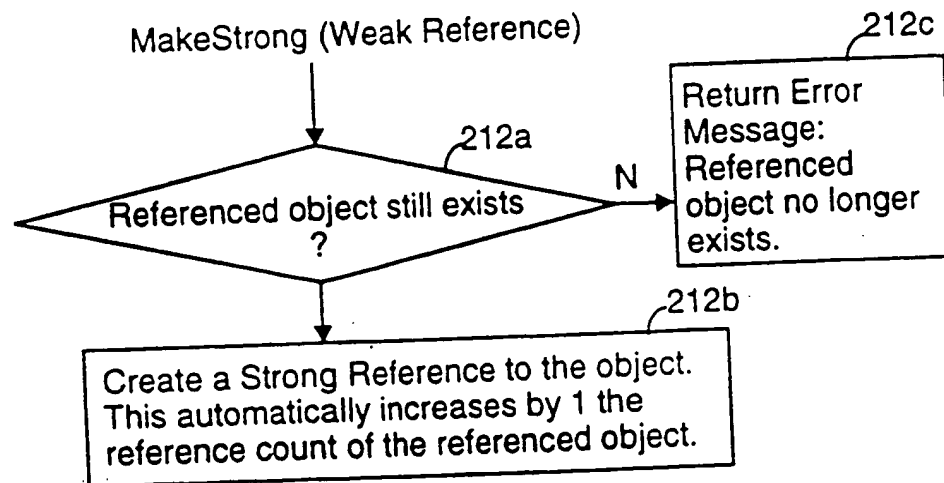 MakeStrong (Weak Reference)
212a
Referenced object still exists
?
N
212c
Return Error
Message:
Referenced
object no longer
exists.
212b
Create a Strong Reference to the object.
This automatically increases by 1 the
reference count of the referenced object.